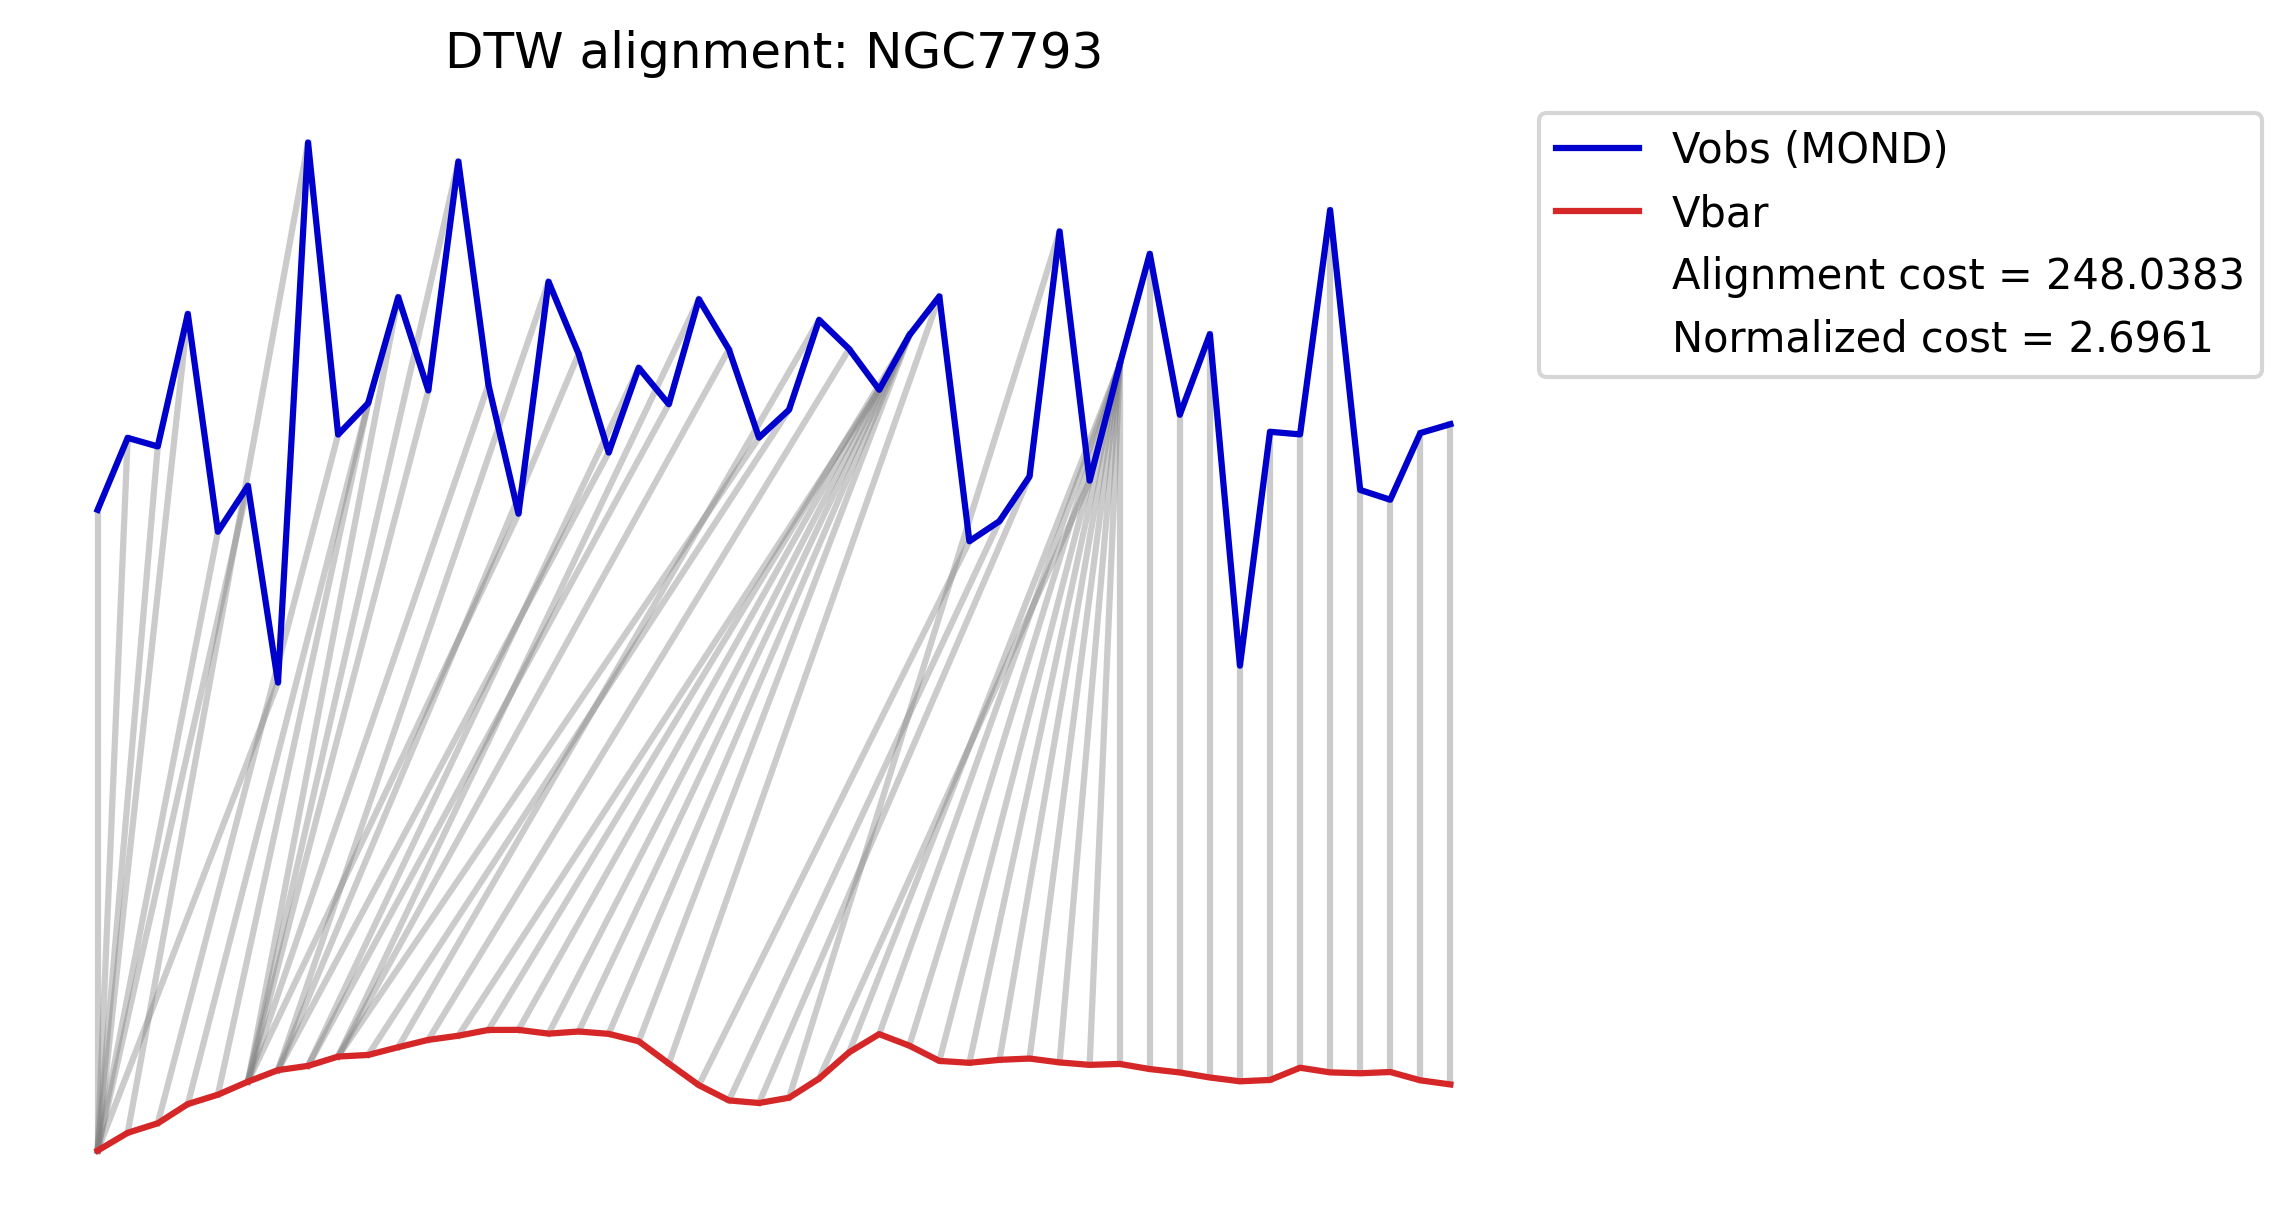 DTW alignment: NGC7793
Vobs (MOND)
Vbar
Alignment cost = 248.0383
Normalized cost = 2.6961